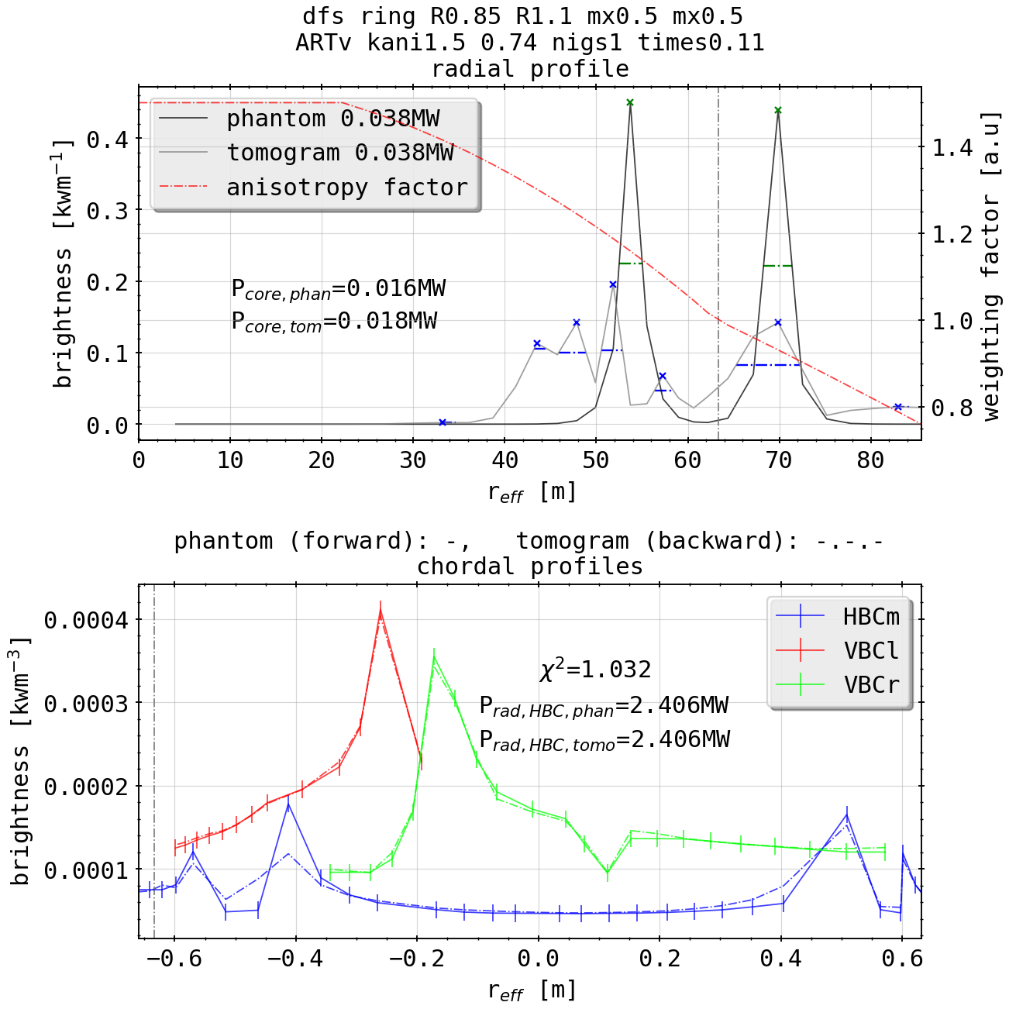 dfs ring R0.85 R1.1 mx0.5 mx0.5
ARTv kani1.5 0.74 nigs1 times0.11
radial profile
phantom 0.038MW
tomogram 0.038MW
anisotropy factor
P_core,phan=0.016MW
P_core,tom=0.018MW
brightness [kwm⁻¹]
0.4
0.3
0.2
0.1
0.0
weighting factor [a.u]
1.4
1.2
1.0
0.8
0 10 20 30 40 50 60 70 80
r_eff [m]
phantom (forward): -,   tomogram (backward): -.-.-
chordal profiles
HBCm
VBCl
VBCr
χ²=1.032
P_rad,HBC,phan=2.406MW
P_rad,HBC,tomo=2.406MW
brightness [kwm⁻³]
0.0004
0.0003
0.0002
0.0001
−0.6 −0.4 −0.2 0.0 0.2 0.4 0.6
r_eff [m]